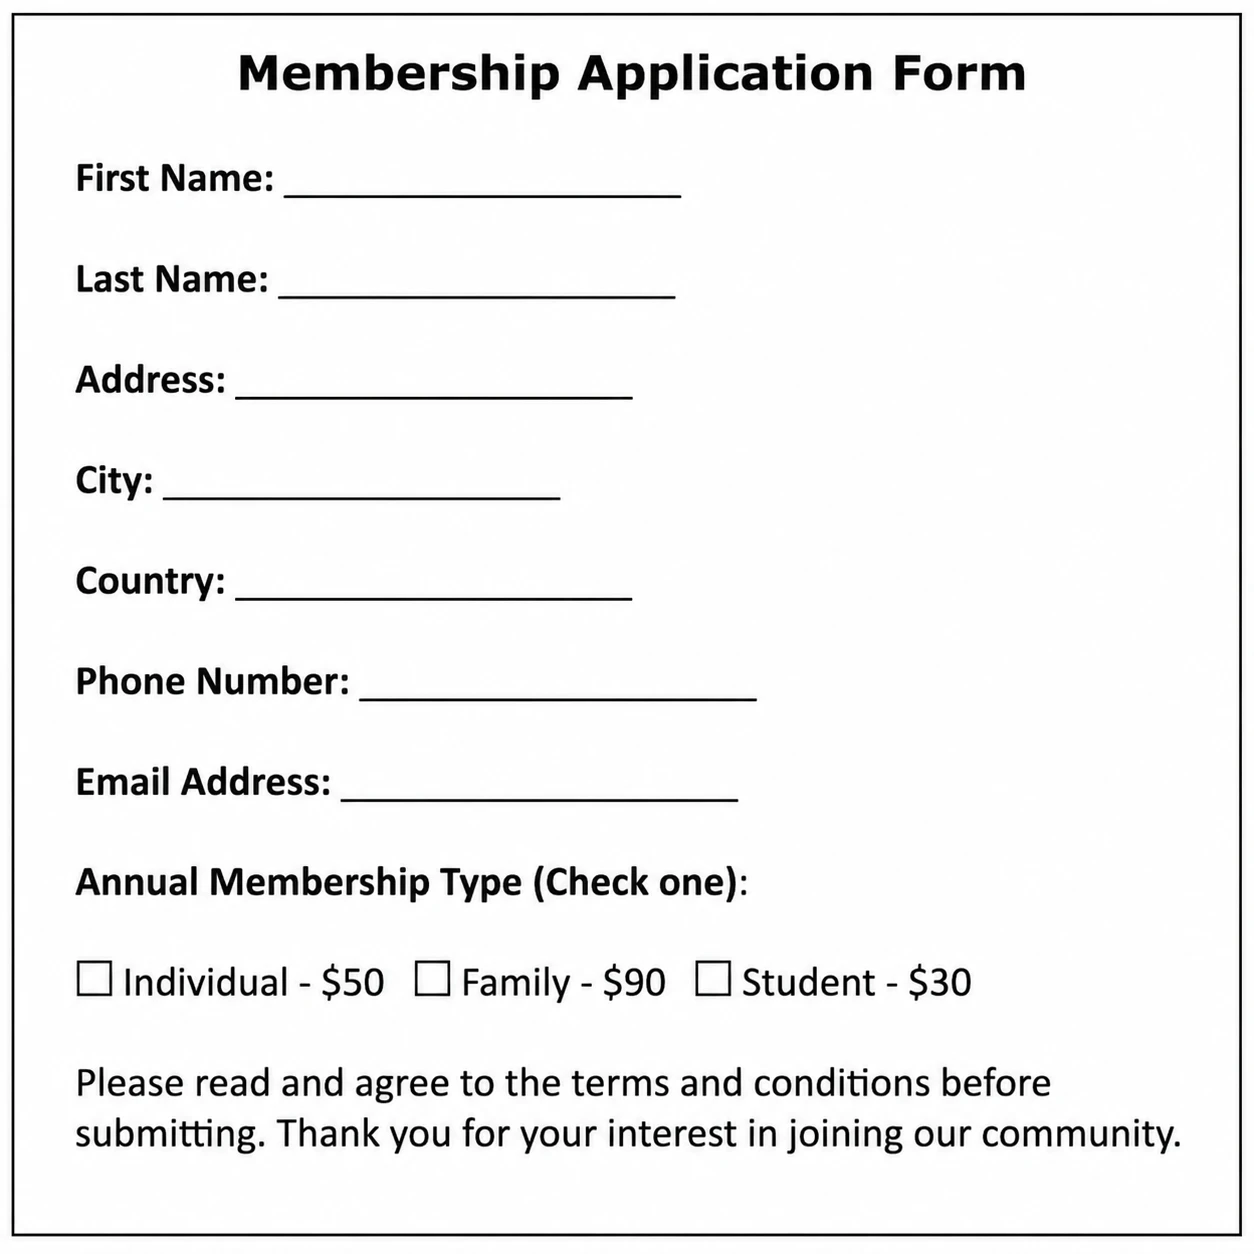 Membership Application Form
First Name: ____________________
Last Name: ____________________
Address: ____________________
City: ____________________
Country: ____________________
Phone Number: ____________________
Email Address: ____________________
Annual Membership Type (Check one):
☐ Individual - $50 ☐ Family - $90 ☐ Student - $30
Please read and agree to the terms and conditions before
submitting. Thank you for your interest in joining our community.